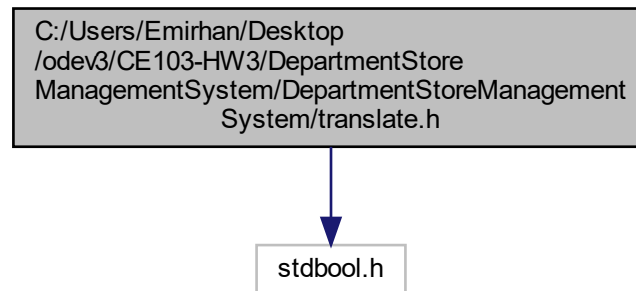 C:/Users/Emirhan/Desktop
/odev3/CE103-HW3/DepartmentStore
ManagementSystem/DepartmentStoreManagement
System/translate.h
stdbool.h